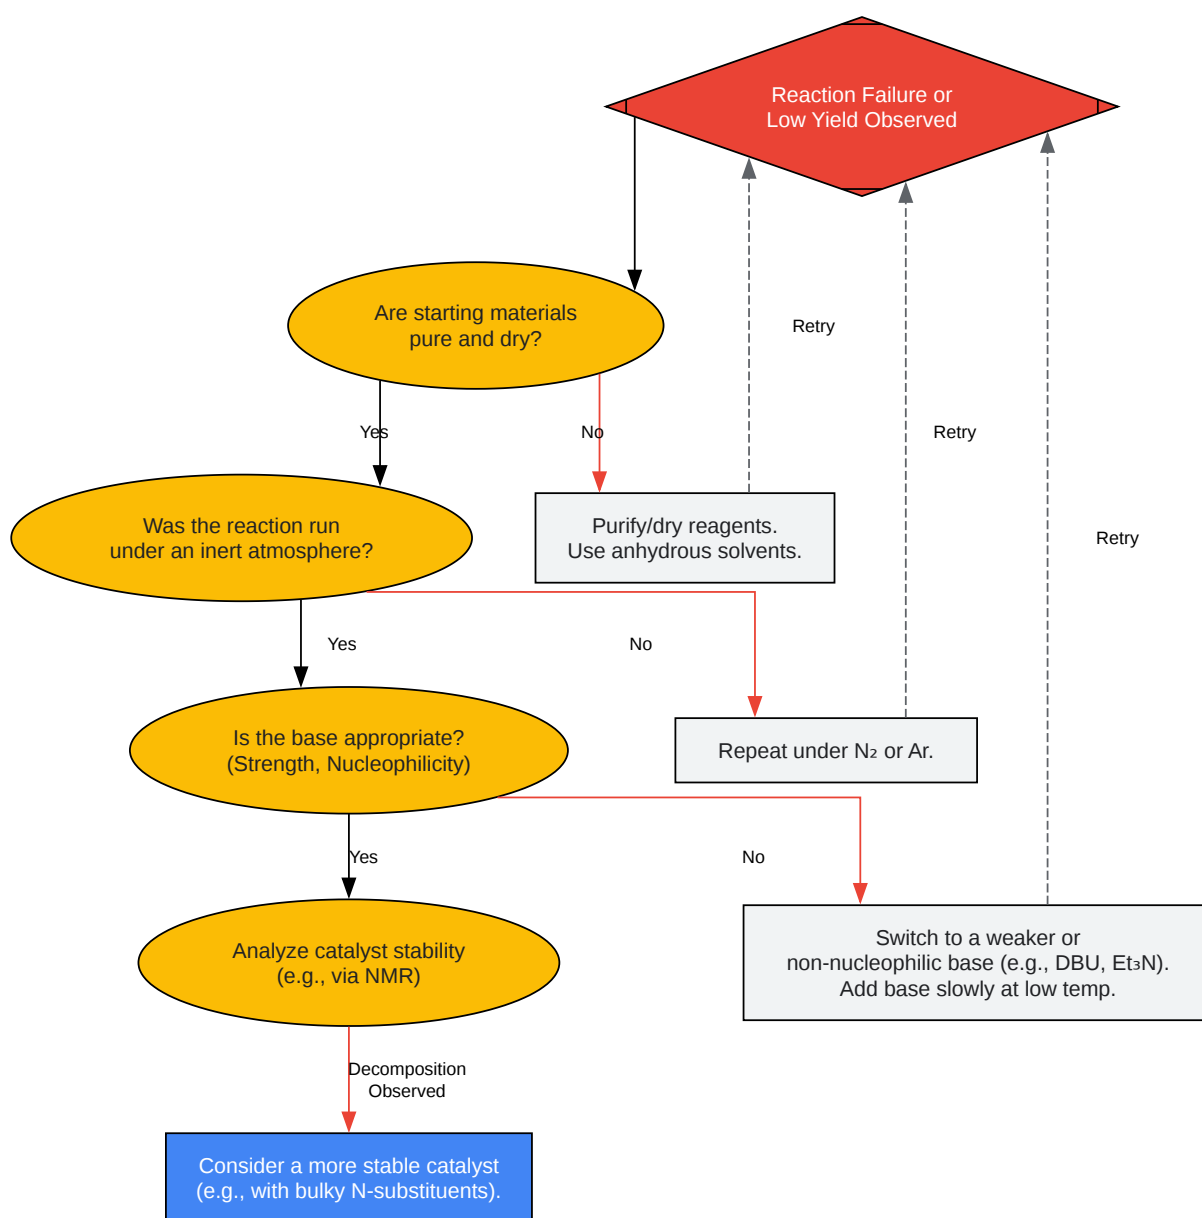 Reaction Failure or
Low Yield Observed
Are starting materials
pure and dry?
Retry
Yes
No
Retry
Was the reaction run
under an inert atmosphere?
Purify/dry reagents.
Use anhydrous solvents.
Retry
Yes
No
Is the base appropriate?
(Strength, Nucleophilicity)
Repeat under N₂ or Ar.
Yes
No
Analyze catalyst stability
(e.g., via NMR)
Switch to a weaker or
non-nucleophilic base (e.g., DBU, Et₃N).
Add base slowly at low temp.
Decomposition
Observed
Consider a more stable catalyst
(e.g., with bulky N-substituents).